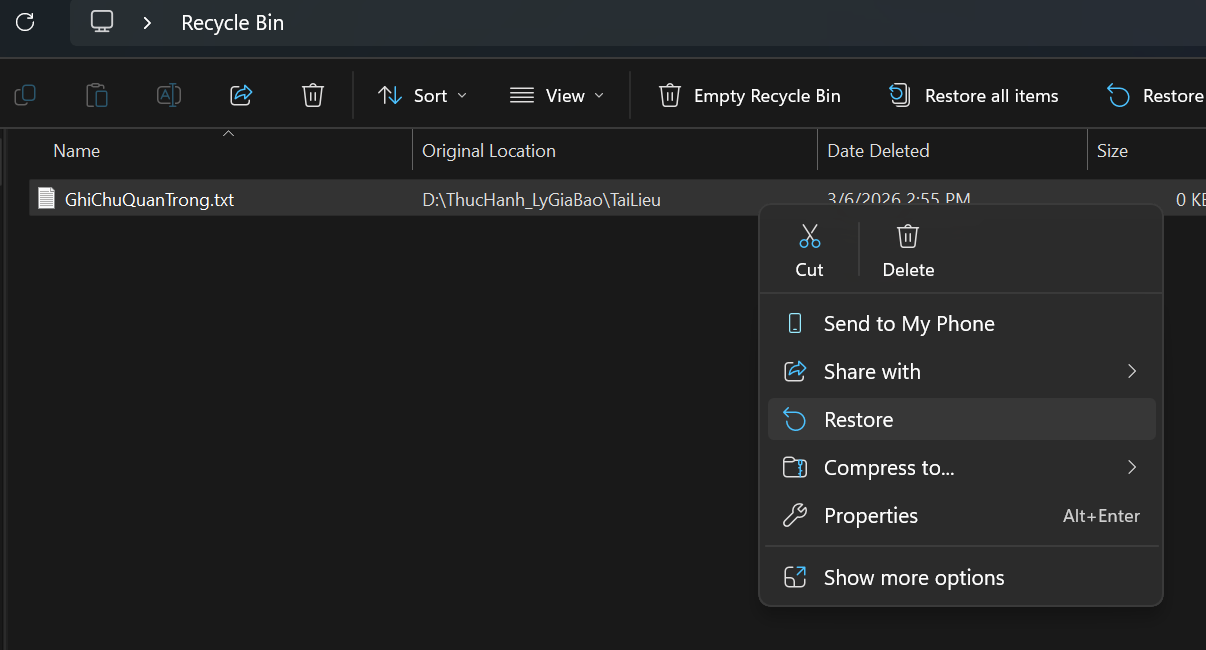 Recycle Bin
Sort View Empty Recycle Bin Restore all items Restore
Name Original Location Date Deleted Size
GhiChuQuanTrong.txt D:\ThucHanh_LyGiaBao\TaiLieu 3/6/2026 2:55 PM 0 KB
Cut Delete
Send to My Phone
Share with
Restore
Compress to...
Properties Alt+Enter
Show more options